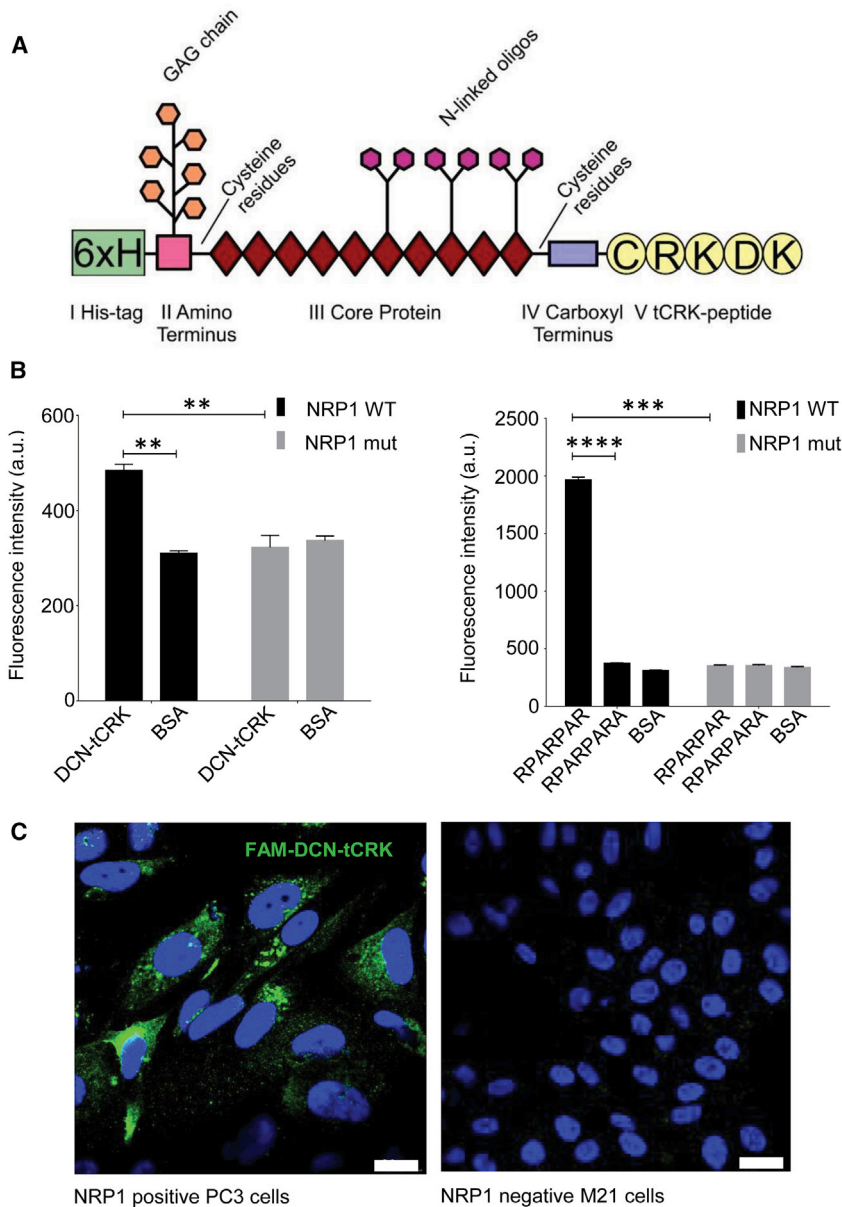 A
GAG chain
N-linked oligos
Cysteine
residues
Cysteine
residues
6xH
C R K D K
I His-tag
II Amino
Terminus
III Core Protein
IV Carboxyl
Terminus
V tCRK-peptide
B
Fluorescence intensity (a.u.)
600
400
200
0
**
**
NRP1 WT
NRP1 mut
DCN-tCRK
BSA
DCN-tCRK
BSA
Fluorescence intensity (a.u.)
2500
2000
1500
1000
500
0
***
****
NRP1 WT
NRP1 mut
RPARPAR
RPARPARA
BSA
RPARPAR
RPARPARA
BSA
C
FAM-DCN-tCRK
NRP1 positive PC3 cells
NRP1 negative M21 cells